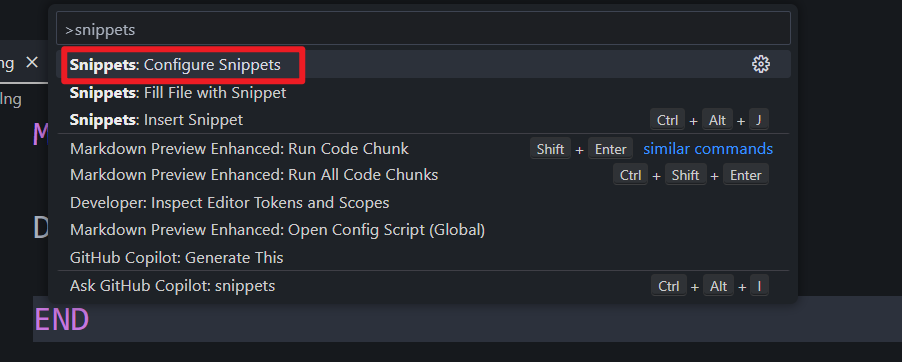 >snippets
ng ×
Snippets: Configure Snippets
Snippets: Fill File with Snippet
lng
Snippets: Insert Snippet Ctrl + Alt + J
M
Markdown Preview Enhanced: Run Code Chunk Shift + Enter similar commands
Markdown Preview Enhanced: Run All Code Chunks Ctrl + Shift + Enter
Developer: Inspect Editor Tokens and Scopes
D
Markdown Preview Enhanced: Open Config Script (Global)
GitHub Copilot: Generate This
Ask GitHub Copilot: snippets Ctrl + Alt + I
END